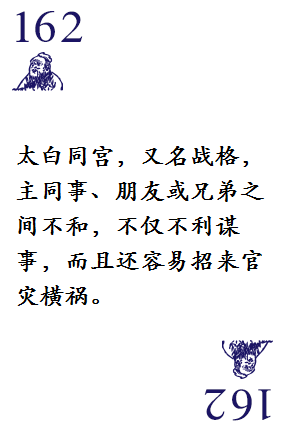 162
太白同宫，又名战格，
主同事、朋友或兄弟之
间不和，不仅不利谋
事，而且还容易招来官
灾横祸。
162